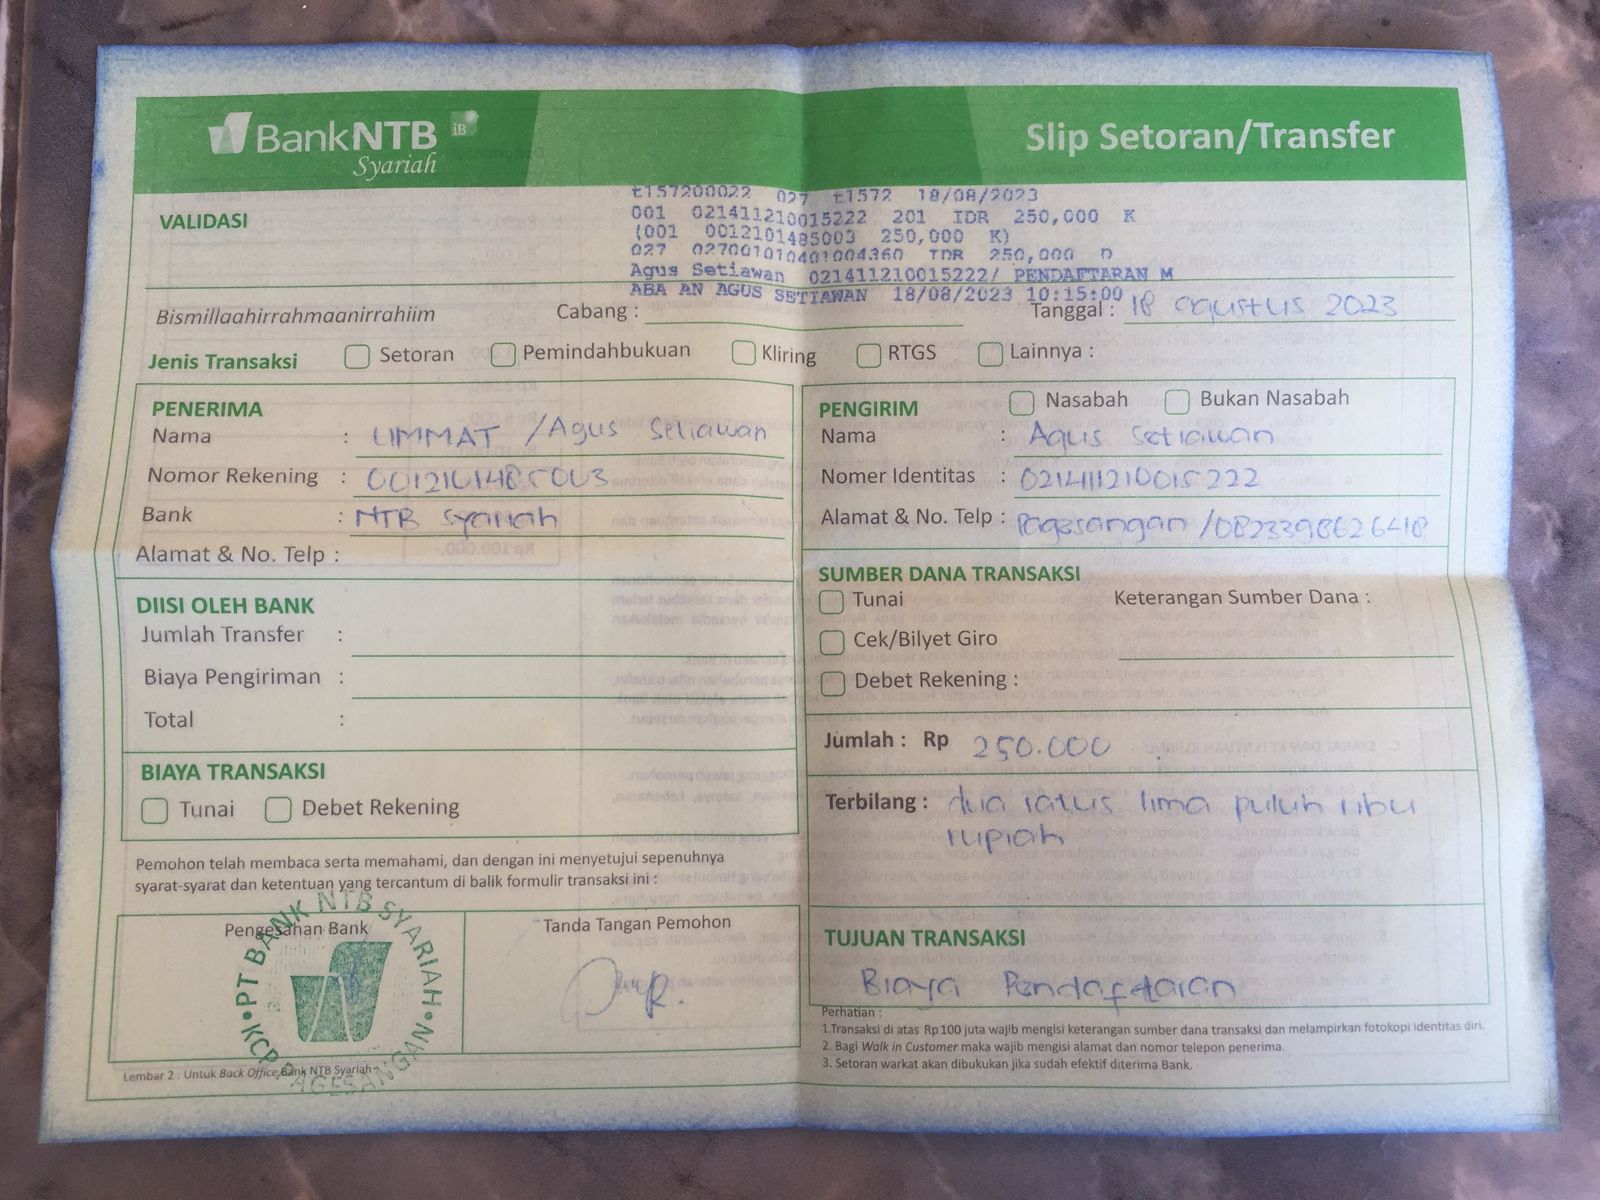 BankNTB iB
Syariah
Slip Setoran/Transfer
VALIDASI
t157200022 027 t1572 18/08/2023
001 021411210015222 201 IDR 250,000 K
(001 0012101485003 250,000 K)
027 027001010401004360 IDR 250,000 D
Agus Setiawan 021411210015222/ PENDAFTARAN M
ABA AN AGUS SETIAWAN 18/08/2023 10:15:00
Bismillaahirrahmaanirrahiim
Cabang :
Tanggal : 18 agustus 2023
Jenis Transaksi Setoran Pemindahbukuan Kliring RTGS Lainnya :
PENERIMA
Nama : UMMAT /Agus Setiawan
Nomor Rekening : 0012101485003
Bank : NTB Syariah
Alamat & No. Telp :
PENGIRIM Nasabah Bukan Nasabah
Nama : Agus Setiawan
Nomer Identitas : 021411210015222
Alamat & No. Telp : Pagesangan /0823398626418
DIISI OLEH BANK
Jumlah Transfer :
Biaya Pengiriman :
Total :
SUMBER DANA TRANSAKSI
Tunai Keterangan Sumber Dana :
Cek/Bilyet Giro
Debet Rekening :
BIAYA TRANSAKSI
Tunai Debet Rekening
Jumlah : Rp 250.000
Terbilang : dua ratus lima puluh ribu
rupiah
Pemohon telah membaca serta memahami, dan dengan ini menyetujui sepenuhnya
syarat-syarat dan ketentuan yang tercantum di balik formulir transaksi ini :
Pengesahan Bank
Tanda Tangan Pemohon
PT BANK NTB SYARIAH
KCP PAGESANGAN
TUJUAN TRANSAKSI
Biaya Pendaftaran
Perhatian :
1.Transaksi di atas Rp100 juta wajib mengisi keterangan sumber dana transaksi dan melampirkan fotokopi identitas diri.
2. Bagi Walk in Customer maka wajib mengisi alamat dan nomor telepon penerima.
3. Setoran warkat akan dibukukan jika sudah efektif diterima Bank.
Lembar 2 : Untuk Back Office Bank NTB Syariah